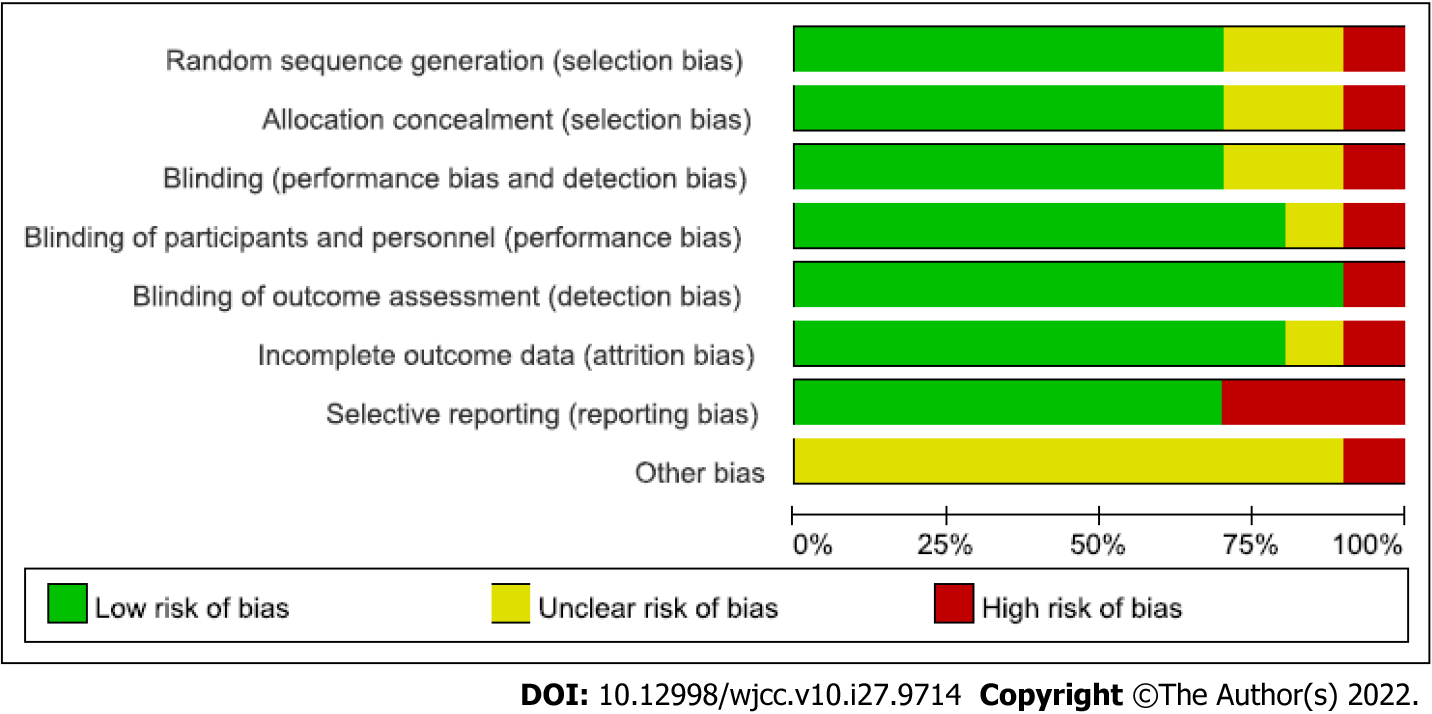 Random sequence generation (selection bias)
Allocation concealment (selection bias)
Blinding (performance bias and detection bias)
Blinding of participants and personnel (performance bias)
Blinding of outcome assessment (detection bias)
Incomplete outcome data (attrition bias)
Selective reporting (reporting bias)
Other bias
0% 25% 50% 75% 100%
Low risk of bias Unclear risk of bias High risk of bias
DOI: 10.12998/wjcc.v10.i27.9714 Copyright ©The Author(s) 2022.